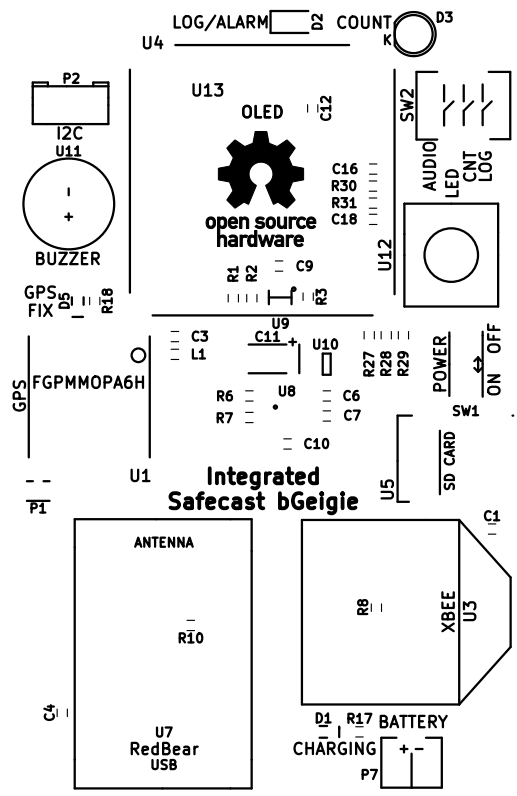 LOG/ALARM
D2
COUNT
D3
K
U4
P2
I2C
U13
OLED
C12
SW2
AUDIO
LED
CNT
LOG
U11
-
+
BUZZER
C16
R30
R31
C18
open source
hardware
U12
R1
R2
C9
R3
GPS
FIX
D5
R18
U9
C3
L1
C11
+
U10
R27
R28
R29
POWER
ON
OFF
SW1
GPS
FGPMMOPA6H
R6
R7
U8
C6
C7
C10
U1
P1
U5
SD CARD
Integrated
Safecast bGeigie
ANTENNA
C1
R8
XBEE
U3
R10
C4
U7
RedBear
USB
D1
R17
BATTERY
CHARGING
+ -
P7